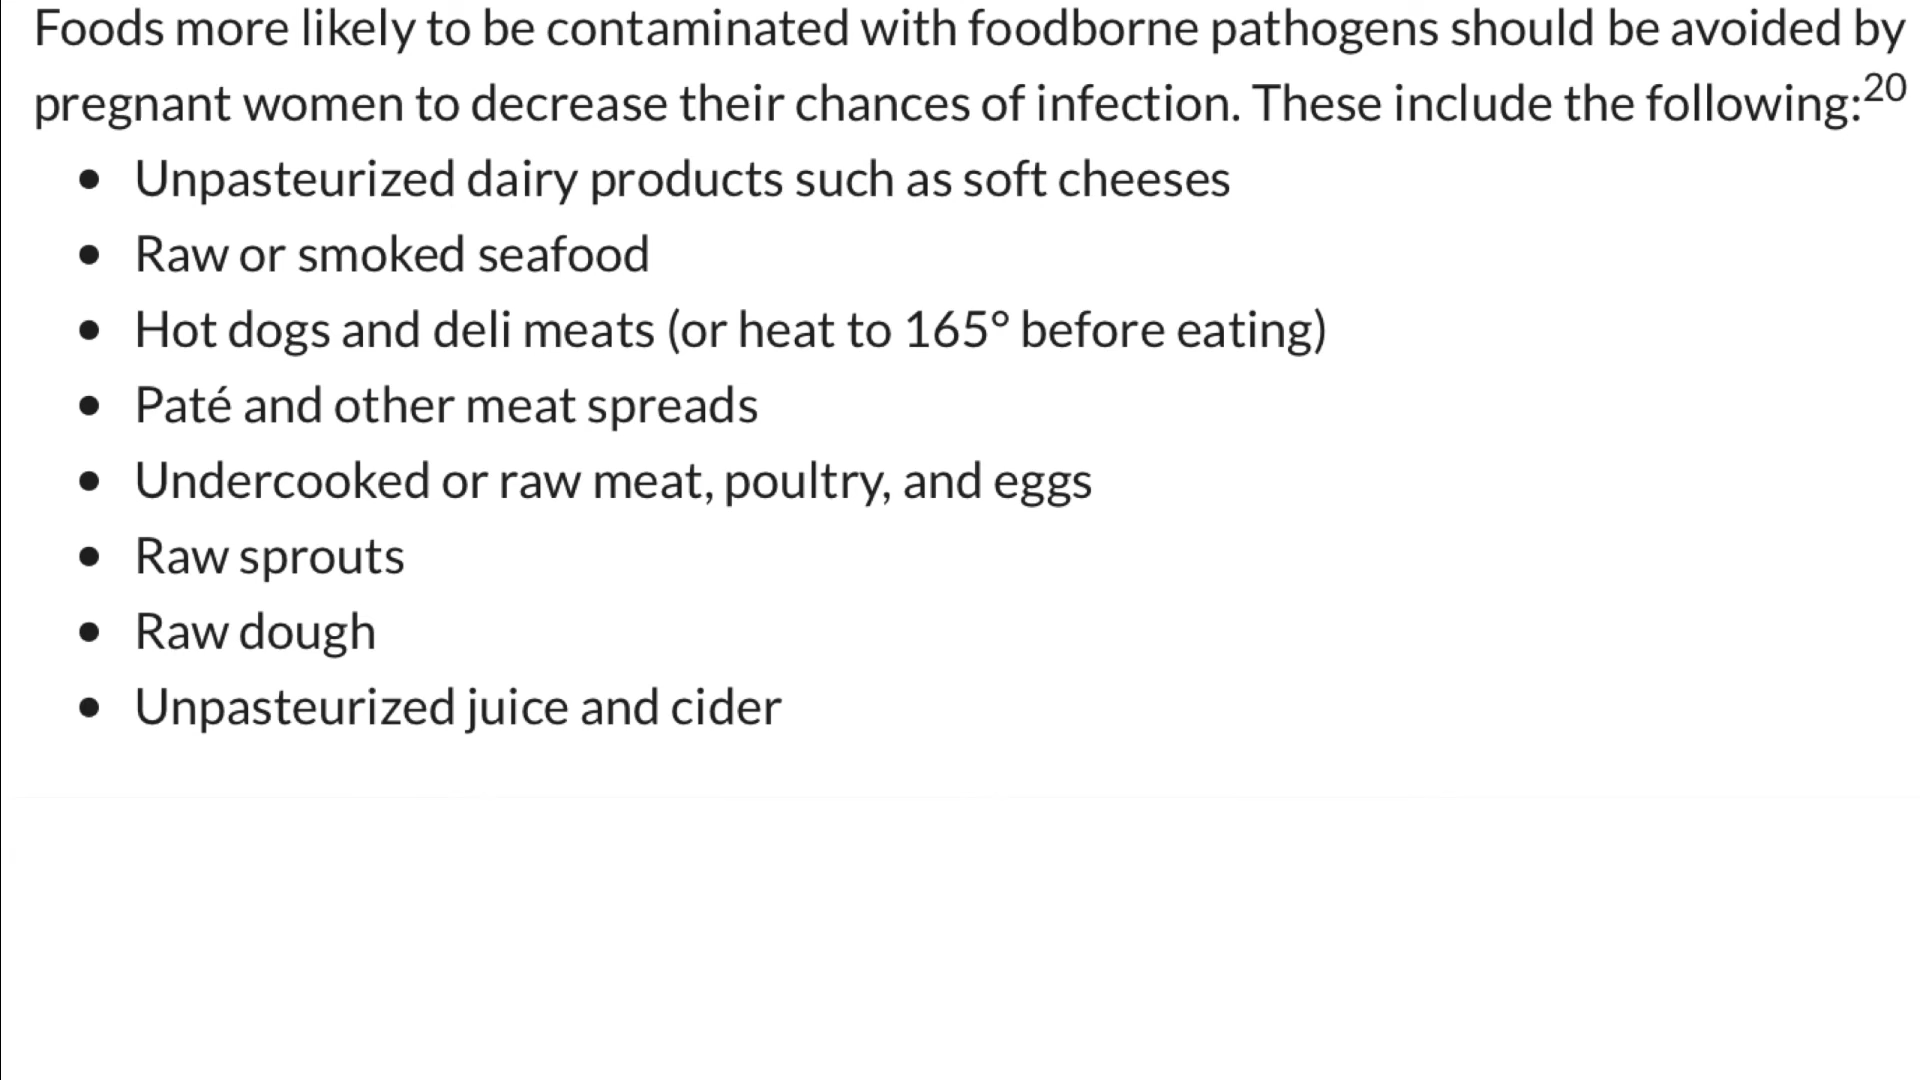 Foods more likely to be contaminated with foodborne pathogens should be avoided by
pregnant women to decrease their chances of infection. These include the following:20
• Unpasteurized dairy products such as soft cheeses
• Raw or smoked seafood
• Hot dogs and deli meats (or heat to 165° before eating)
• Paté and other meat spreads
• Undercooked or raw meat, poultry, and eggs
• Raw sprouts
• Raw dough
• Unpasteurized juice and cider